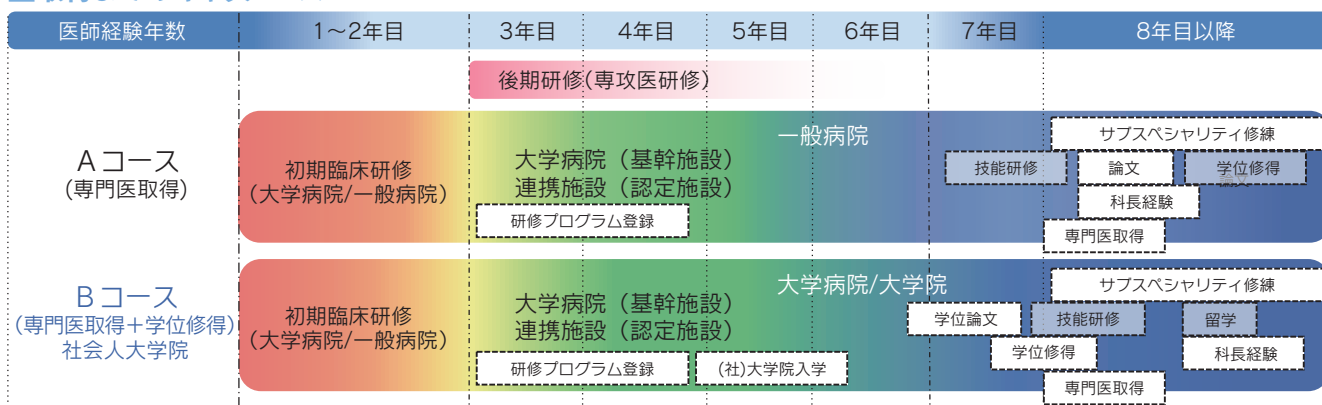 医師経験年数 1〜2年目 3年目 4年目 5年目 6年目 7年目 8年目以降
後期研修(専攻医研修)
Aコース
(専門医取得)
初期臨床研修
(大学病院/一般病院)
大学病院（基幹施設）
連携施設（認定施設）
研修プログラム登録
一般病院
サブスペシャリティ修練
技能研修
論文
学位修得
科長経験
専門医取得
Bコース
(専門医取得+学位修得)
社会人大学院
初期臨床研修
(大学病院/一般病院)
大学病院（基幹施設）
連携施設（認定施設）
研修プログラム登録
(社)大学院入学
大学病院/大学院
サブスペシャリティ修練
学位論文
技能研修
留学
学位修得
科長経験
専門医取得